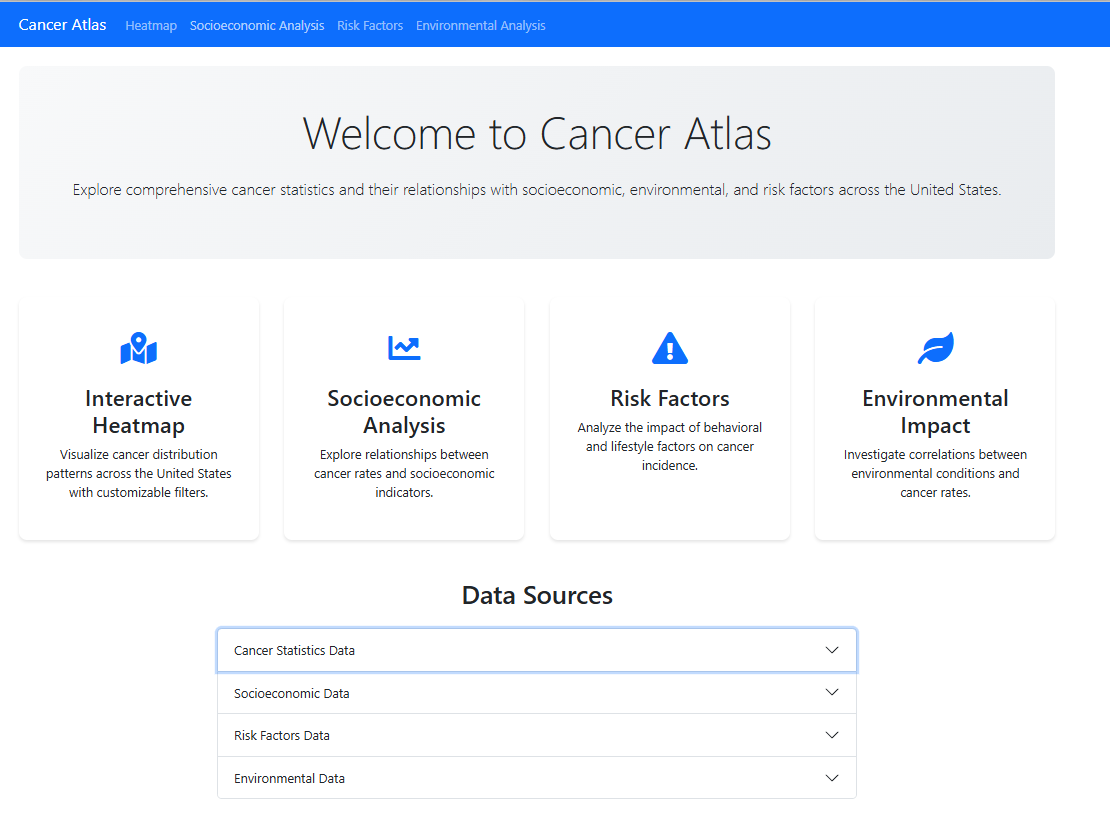 Cancer Atlas Heatmap Socioeconomic Analysis Risk Factors Environmental Analysis
Welcome to Cancer Atlas
Explore comprehensive cancer statistics and their relationships with socioeconomic, environmental, and risk factors across the United States.
Interactive
Heatmap
Visualize cancer distribution
patterns across the United States
with customizable filters.
Socioeconomic
Analysis
Explore relationships between
cancer rates and socioeconomic
indicators.
Risk Factors
Analyze the impact of behavioral
and lifestyle factors on cancer
incidence.
Environmental
Impact
Investigate correlations between
environmental conditions and
cancer rates.
Data Sources
Cancer Statistics Data
Socioeconomic Data
Risk Factors Data
Environmental Data